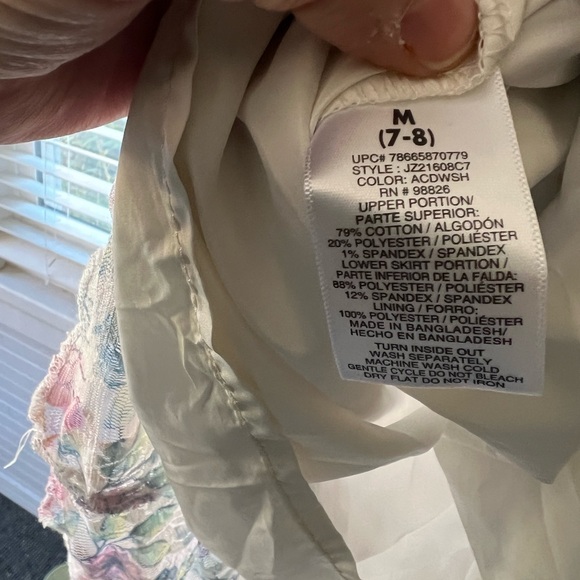 M
(7-8)
UPC# 78665870779
STYLE : JZ21608C7
COLOR: ACDWSH
RN # 98826
UPPER PORTION/
PARTE SUPERIOR:
79% COTTON / ALGODÓN
20% POLYESTER / POLIÉSTER
1% SPANDEX / SPANDEX
LOWER SKIRT PORTION /
PARTE INFERIOR DE LA FALDA:
88% POLYESTER / POLIÉSTER
12% SPANDEX / SPANDEX
LINING / FORRO:
100% POLYESTER / POLIÉSTER
MADE IN BANGLADESH/
HECHO EN BANGLADESH
TURN INSIDE OUT
WASH SEPARATELY
MACHINE WASH COLD
GENTLE CYCLE DO NOT BLEACH
DRY FLAT DO NOT IRON